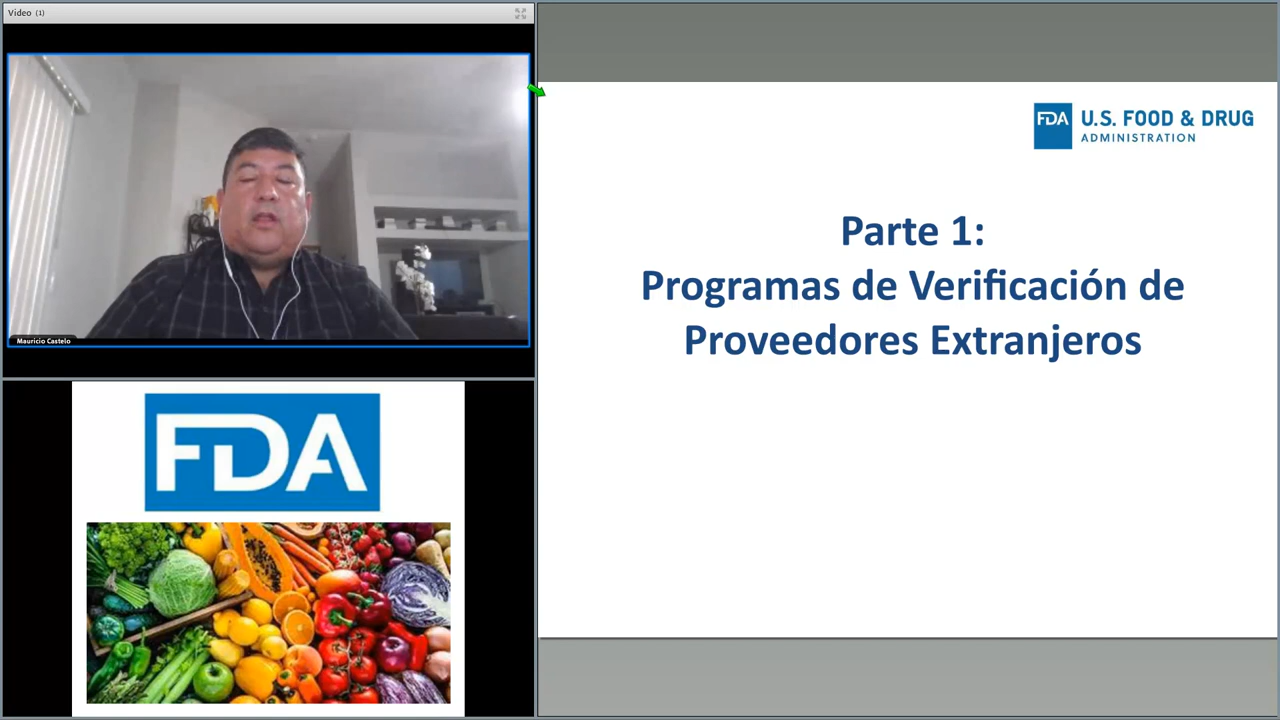 Video (1)
Mauricio Castelo
FDA
FDA U.S. FOOD & DRUG
ADMINISTRATION
Parte 1:
Programas de Verificación de
Proveedores Extranjeros